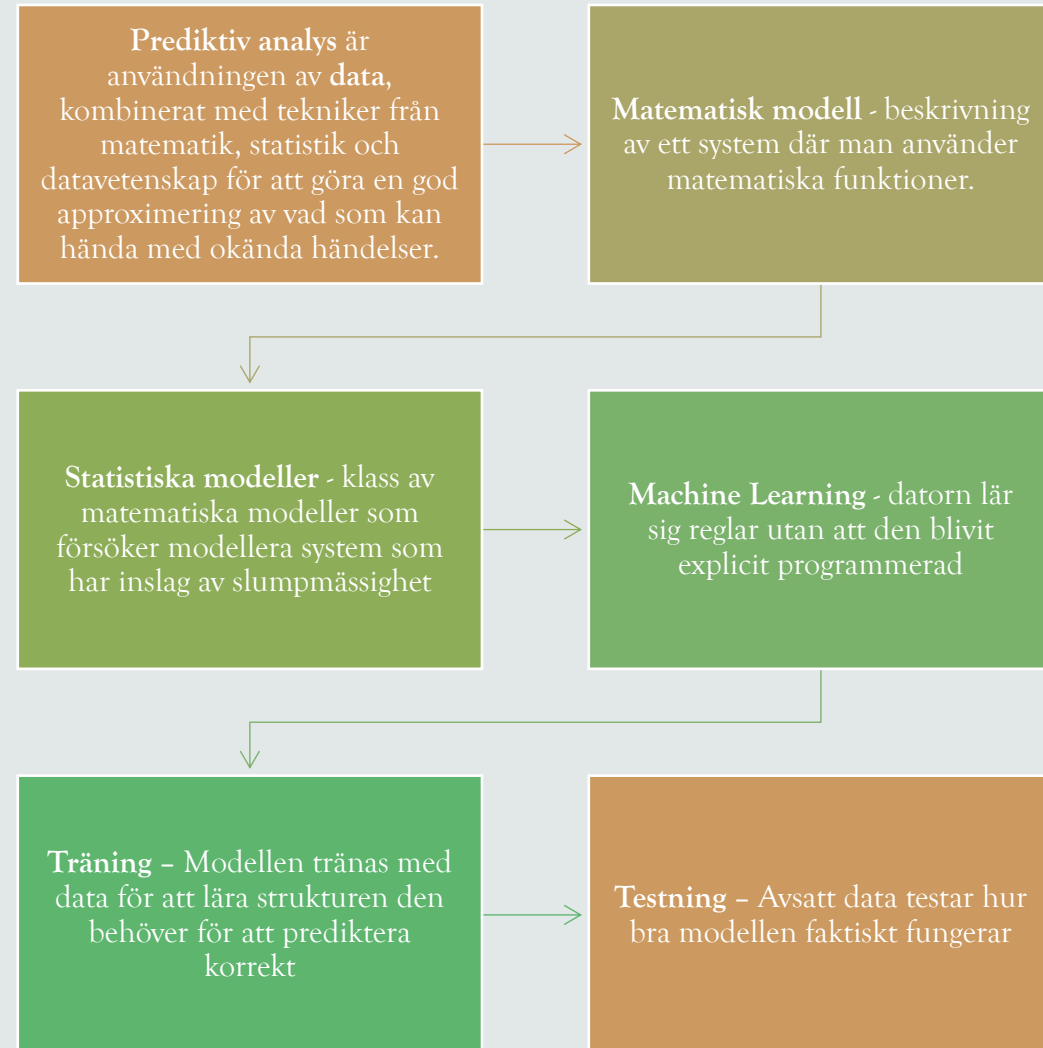 Prediktiv analys är
användningen av data,
kombinerat med tekniker från
matematik, statistik och
datavetenskap för att göra en god
approximering av vad som kan
hända med okända händelser.
Matematisk modell - beskrivning
av ett system där man använder
matematiska funktioner.
Statistiska modeller - klass av
matematiska modeller som
försöker modellera system som
har inslag av slumpmässighet
Machine Learning - datorn lär
sig reglar utan att den blivit
explicit programmerad
Träning – Modellen tränas med
data för att lära strukturen den
behöver för att prediktera
korrekt
Testning – Avsatt data testar hur
bra modellen faktiskt fungerar